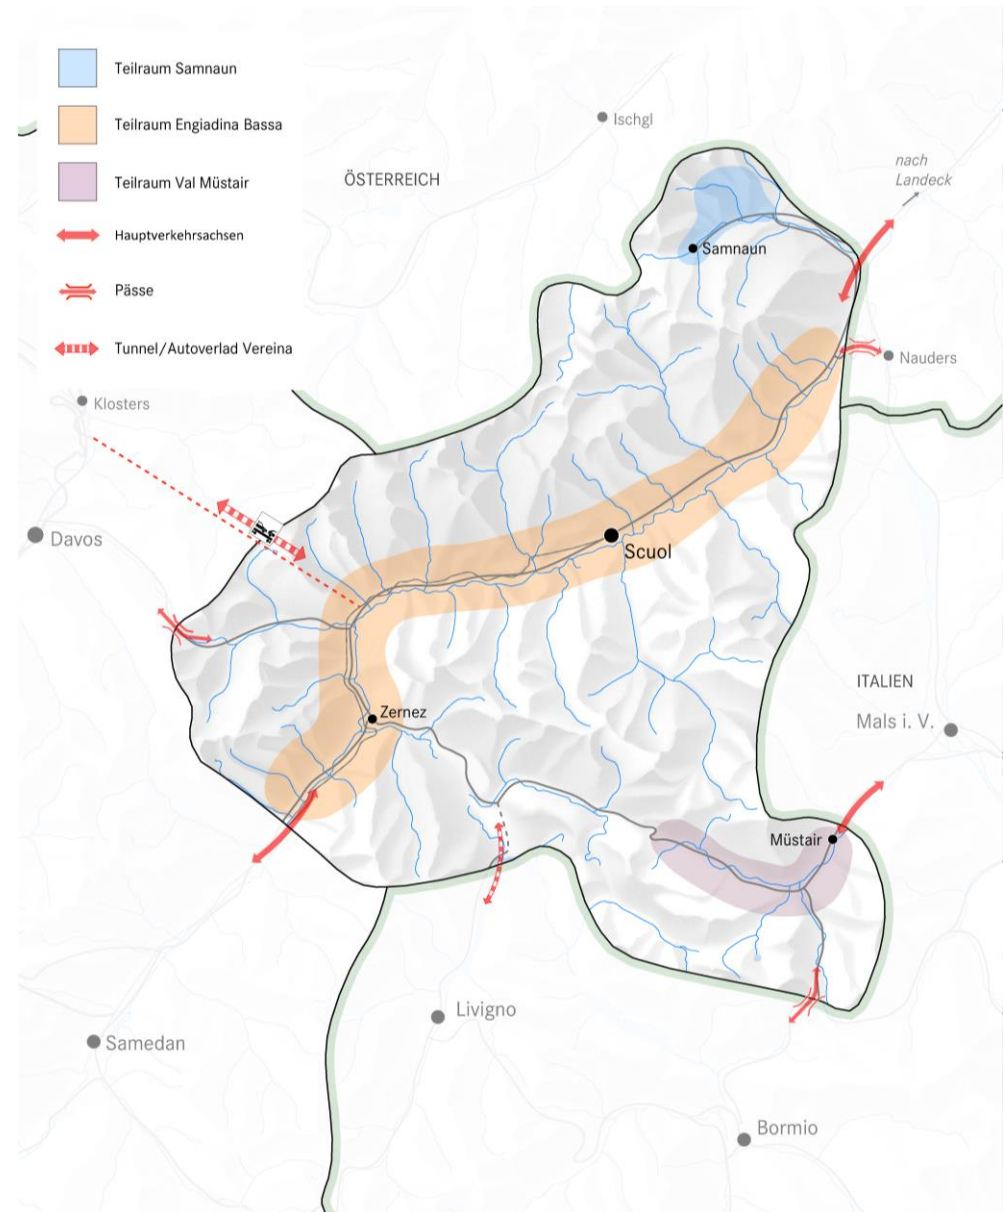 Teilraum Samnaun
Teilraum Engiadina Bassa
Teilraum Val Müstair
Hauptverkehrsachsen
Pässe
Tunnel/Autoverlad Vereina
Ischgl
ÖSTERREICH
nach
Landeck
Samnaun
Nauders
Klosters
Davos
Scuol
ITALIEN
Zernez
Mals i. V.
Müstair
Livigno
Samedan
Bormio